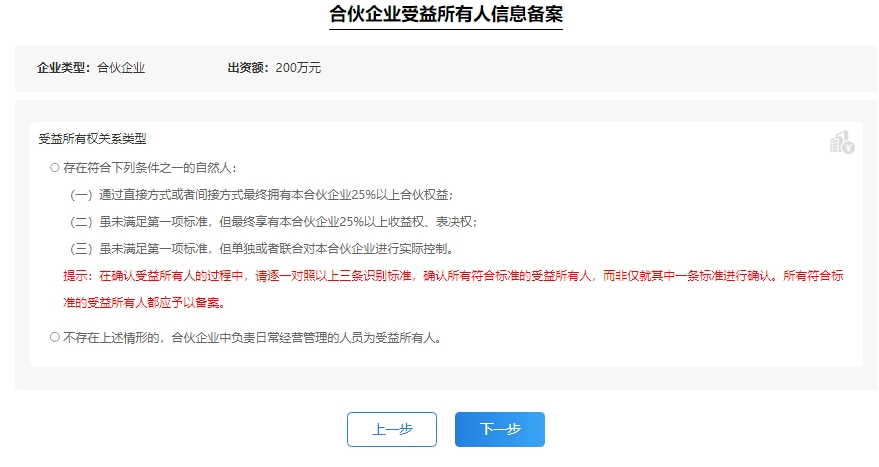 合伙企业受益所有人信息备案
企业类型：合伙企业 出资额：200万元
受益所有权关系类型
存在符合下列条件之一的自然人：
（一）通过直接方式或者间接方式最终拥有本合伙企业25%以上合伙权益；
（二）虽未满足第一项标准，但最终享有本合伙企业25%以上收益权、表决权；
（三）虽未满足第一项标准，但单独或者联合对本合伙企业进行实际控制。
提示：在确认受益所有人的过程中，请逐一对照以上三条识别标准，确认所有符合标准的受益所有人，而非仅就其中一条标准进行确认。所有符合标
准的受益所有人都应予以备案。
不存在上述情形的，合伙企业中负责日常经营管理的人员为受益所有人。
上一步 下一步